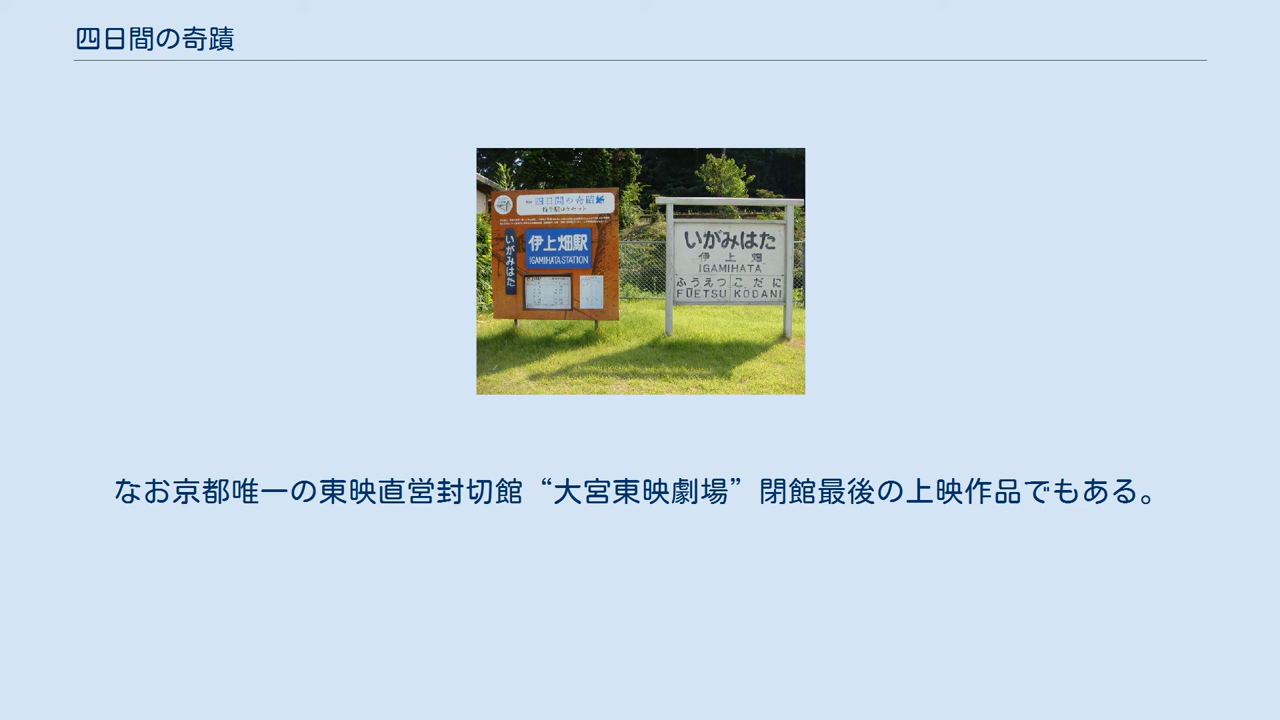 四日間の奇蹟
四日間の奇蹟
伊上畑駅
IGAMIHATA STATION
いがみはた
いがみはた
伊上畑
IGAMIHATA
ふうえつ こだに
FŪETSU KODANI
なお京都唯一の東映直営封切館“大宮東映劇場”閉館最後の上映作品でもある。